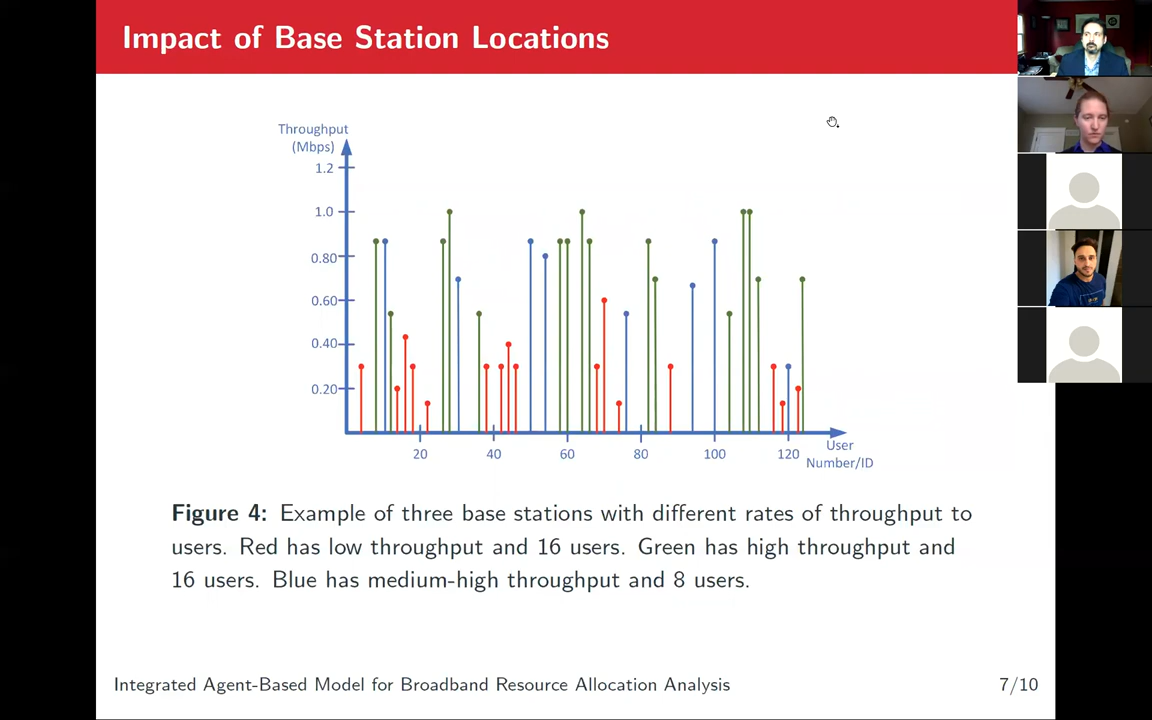 Impact of Base Station Locations
Throughput
(Mbps)
1.2
1.0
0.80
0.60
0.40
0.20
20 40 60 80 100 120
User
Number/ID
Figure 4: Example of three base stations with different rates of throughput to
users. Red has low throughput and 16 users. Green has high throughput and
16 users. Blue has medium-high throughput and 8 users.
Integrated Agent-Based Model for Broadband Resource Allocation Analysis 7/10